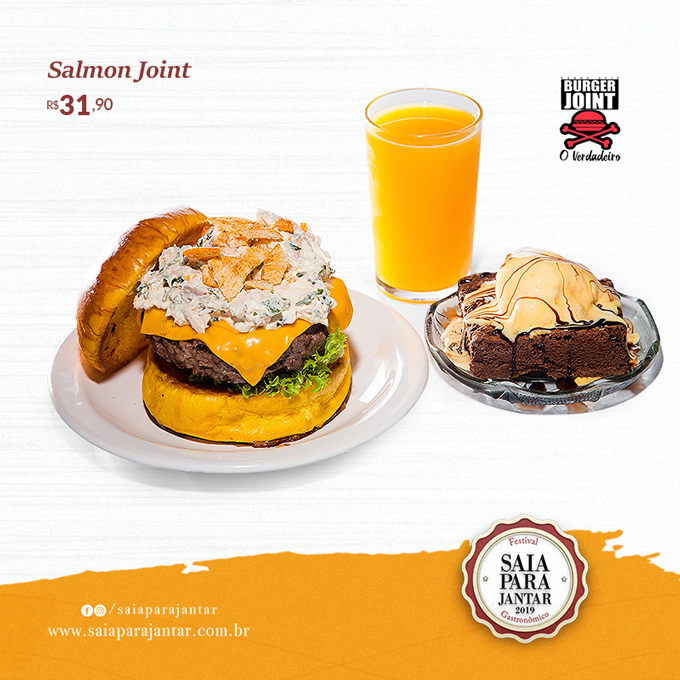 Salmon Joint
R$31,90
BURGER
JOINT
O Verdadeiro
Festival
SAIA
PARA
JANTAR
2019
Gastronômico
/saiaparajantar
www.saiaparajantar.com.br